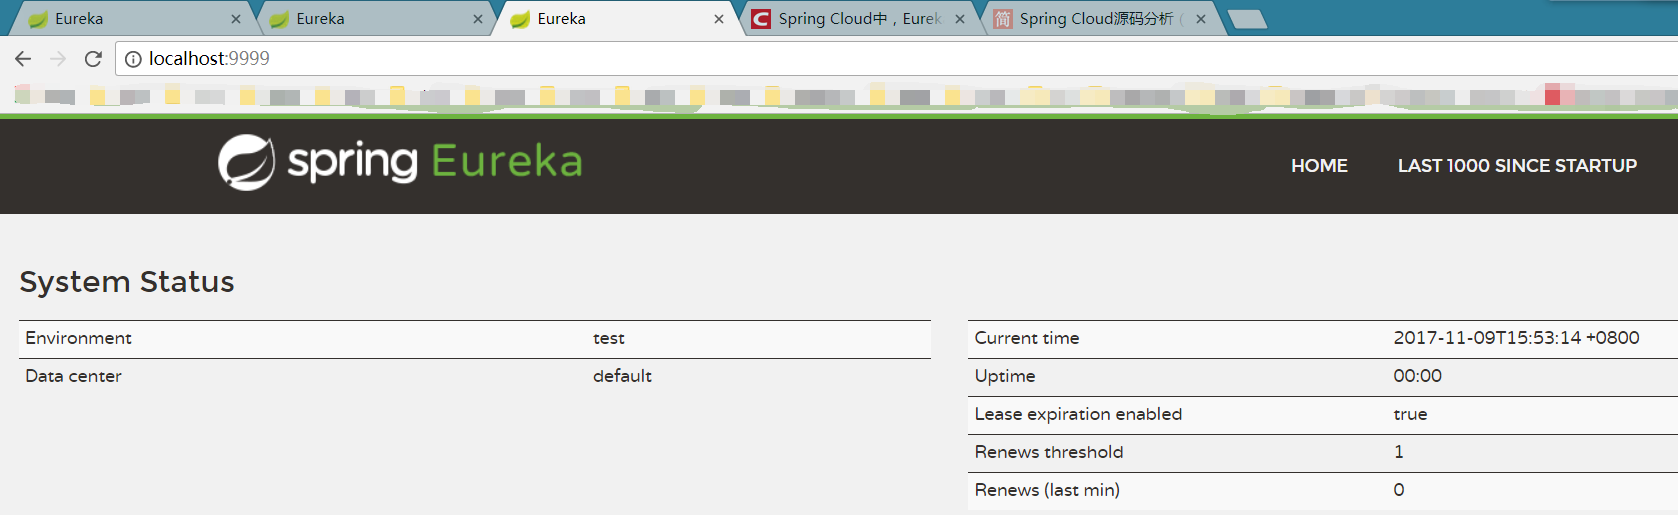 Eureka
Eureka
Eureka
Spring Cloud中，Eurek
Spring Cloud源码分析（
localhost:9999
spring Eureka
HOME
LAST 1000 SINCE STARTUP
System Status
Environment test
Data center default
Current time 2017-11-09T15:53:14 +0800
Uptime 00:00
Lease expiration enabled true
Renews threshold 1
Renews (last min) 0